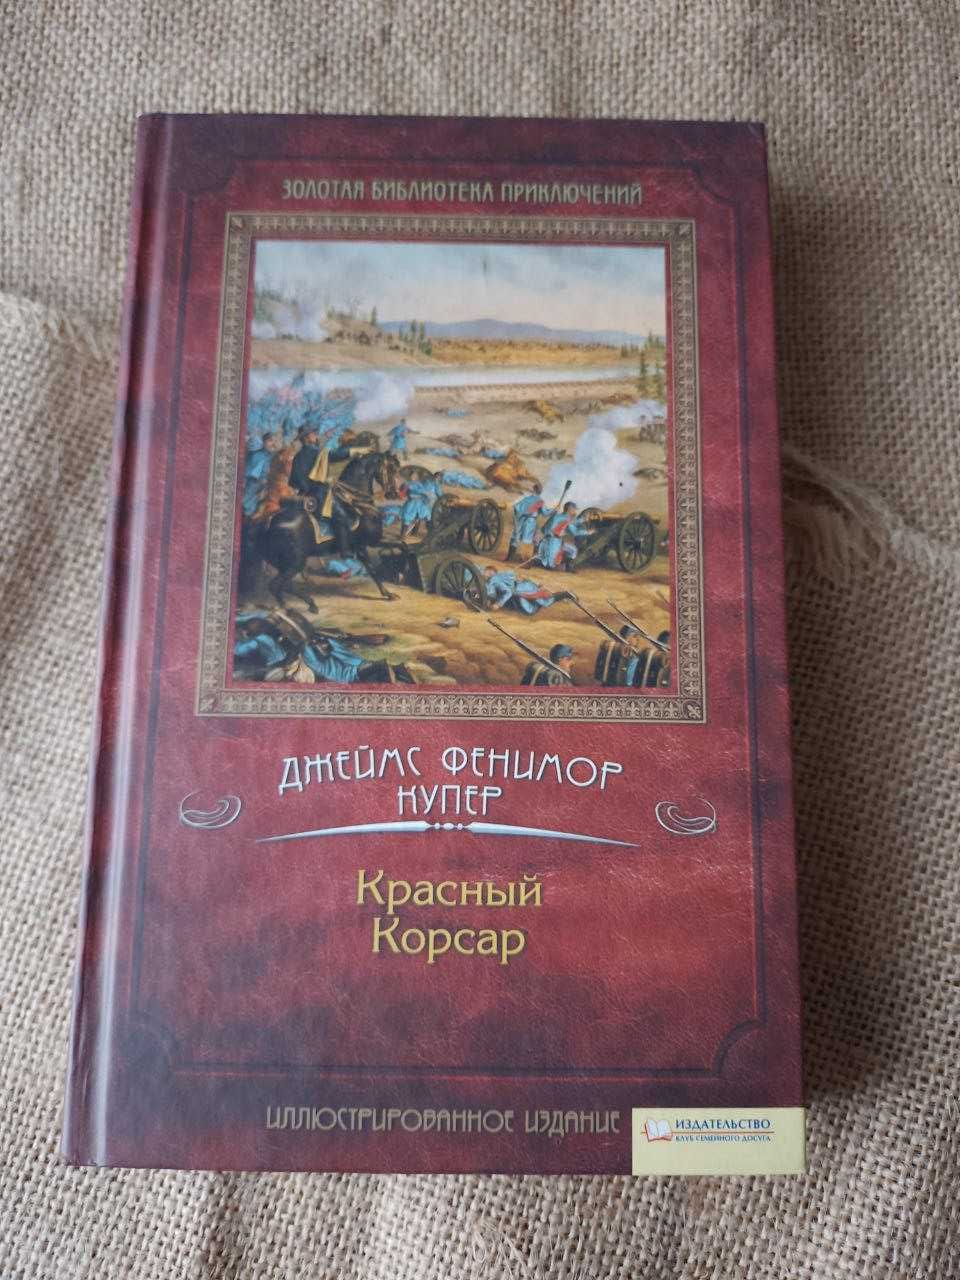 ЗОЛОТАЯ БИБЛИОТЕКА ПРИКЛЮЧЕНИЙ
ДЖЕЙМС ФЕНИМОР
КУПЕР
Красный
Корсар
ИЛЛЮСТРИРОВАННОЕ ИЗДАНИЕ
ИЗДАТЕЛЬСТВО
КЛУБ СЕМЕЙНОГО ДОСУГА